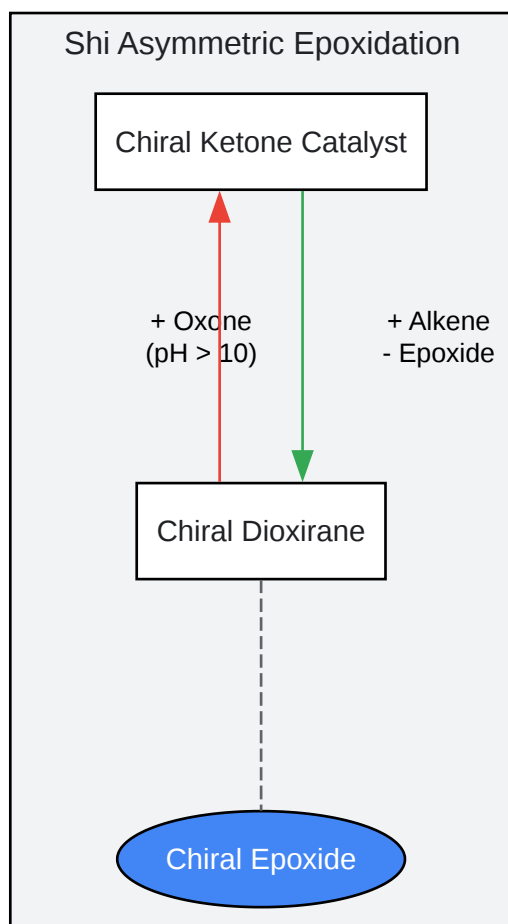 Shi Asymmetric Epoxidation
Chiral Ketone Catalyst
+ Oxone
(pH > 10)
+ Alkene
- Epoxide
Chiral Dioxirane
Chiral Epoxide